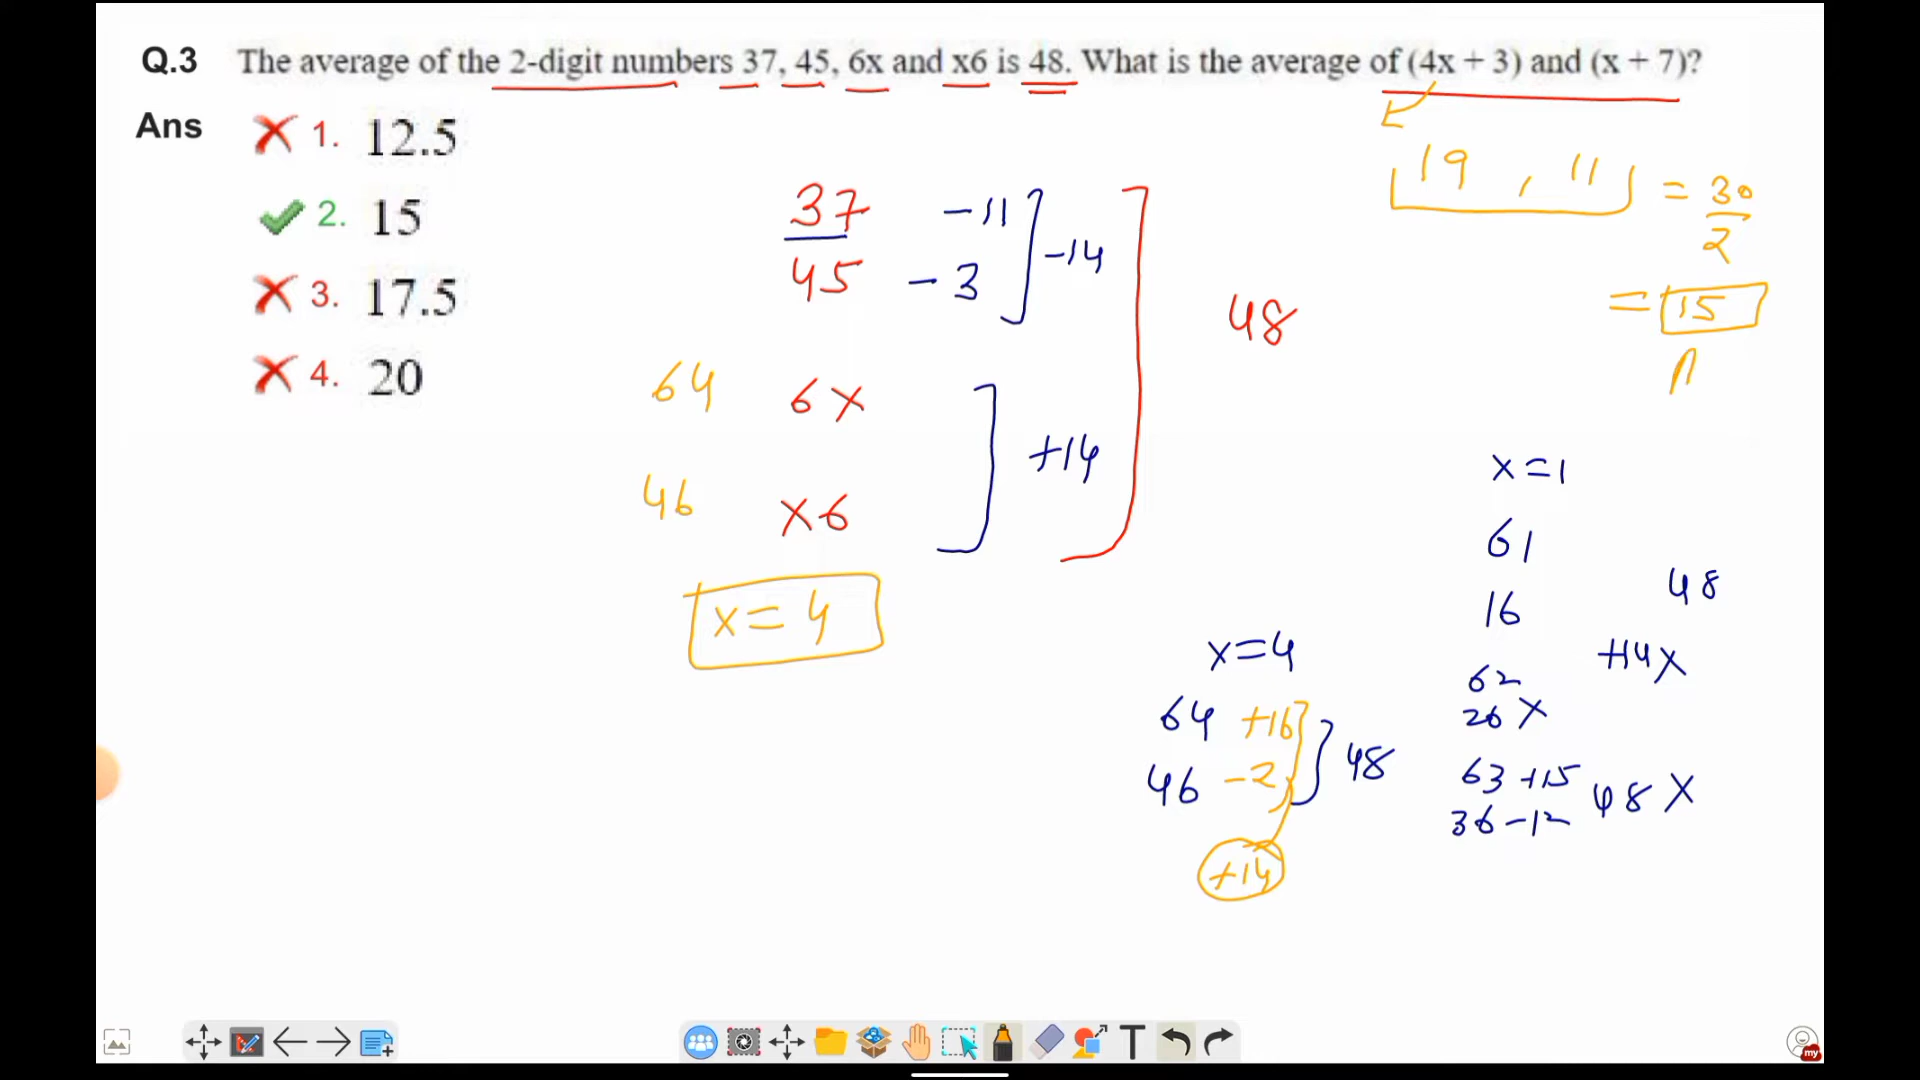 Q.3 The average of the 2-digit numbers 37, 45, 6x and x6 is 48. What is the average of (4x + 3) and (x + 7)?
Ans 1. 12.5
2. 15
3. 17.5
4. 20
37 -11
45 -3
-14
64 6x
46 x6
+14
48
x = 4
19 , 11 = 30
2
= 15
x = 4
64 +16
46 -2
48
+14
x = 1
61
16
48
+14 x
62
26 x
63 +15
36 -12
48 x
T
my